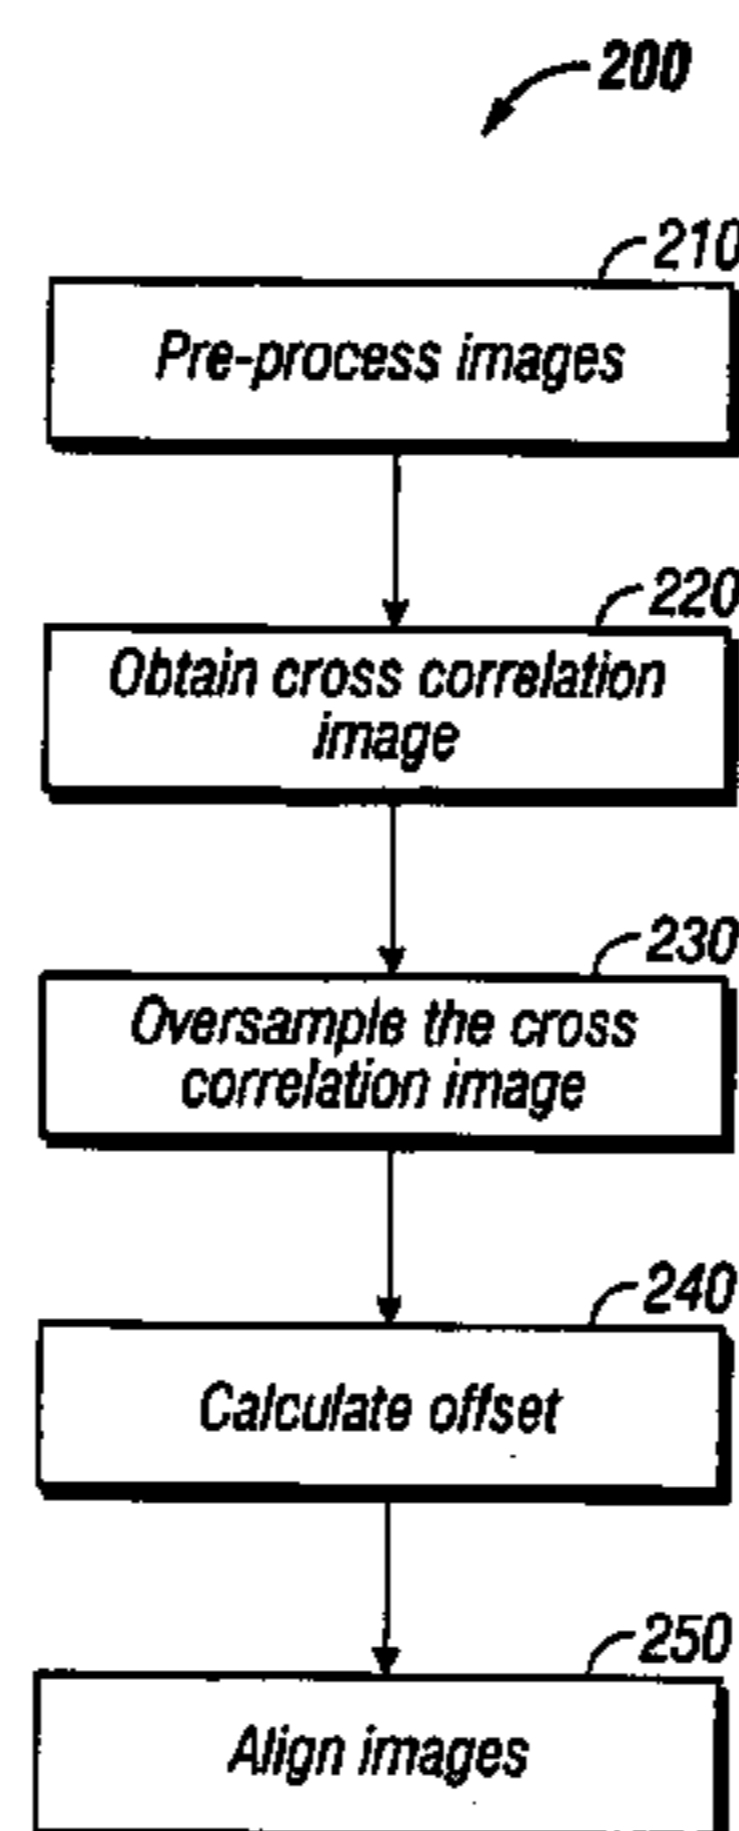 200
210
Pre-process images
220
Obtain cross correlation
image
230
Oversample the cross
correlation image
240
Calculate offset
250
Align images